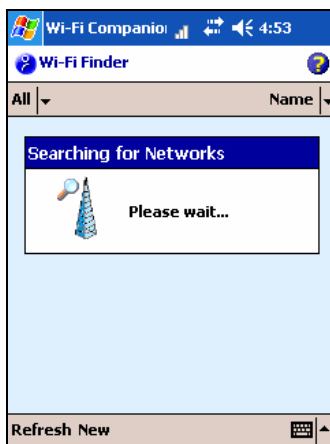 Wi-Fi Companio 4:53
Wi-Fi Finder ?
All Name
Searching for Networks
Please wait...
Refresh New